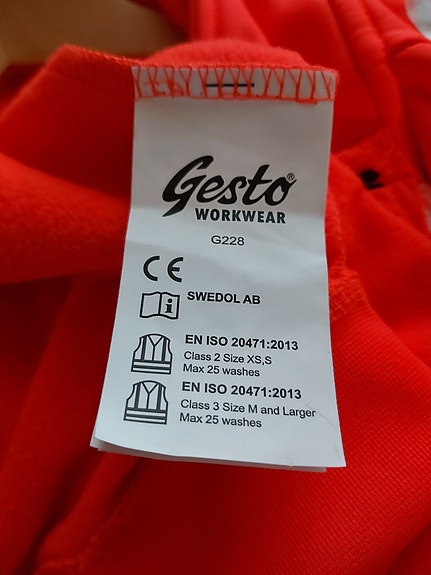 Gesto®
WORKWEAR
G228
CE
i
SWEDOL AB
EN ISO 20471:2013
Class 2 Size XS,S
Max 25 washes
EN ISO 20471:2013
Class 3 Size M and Larger
Max 25 washes